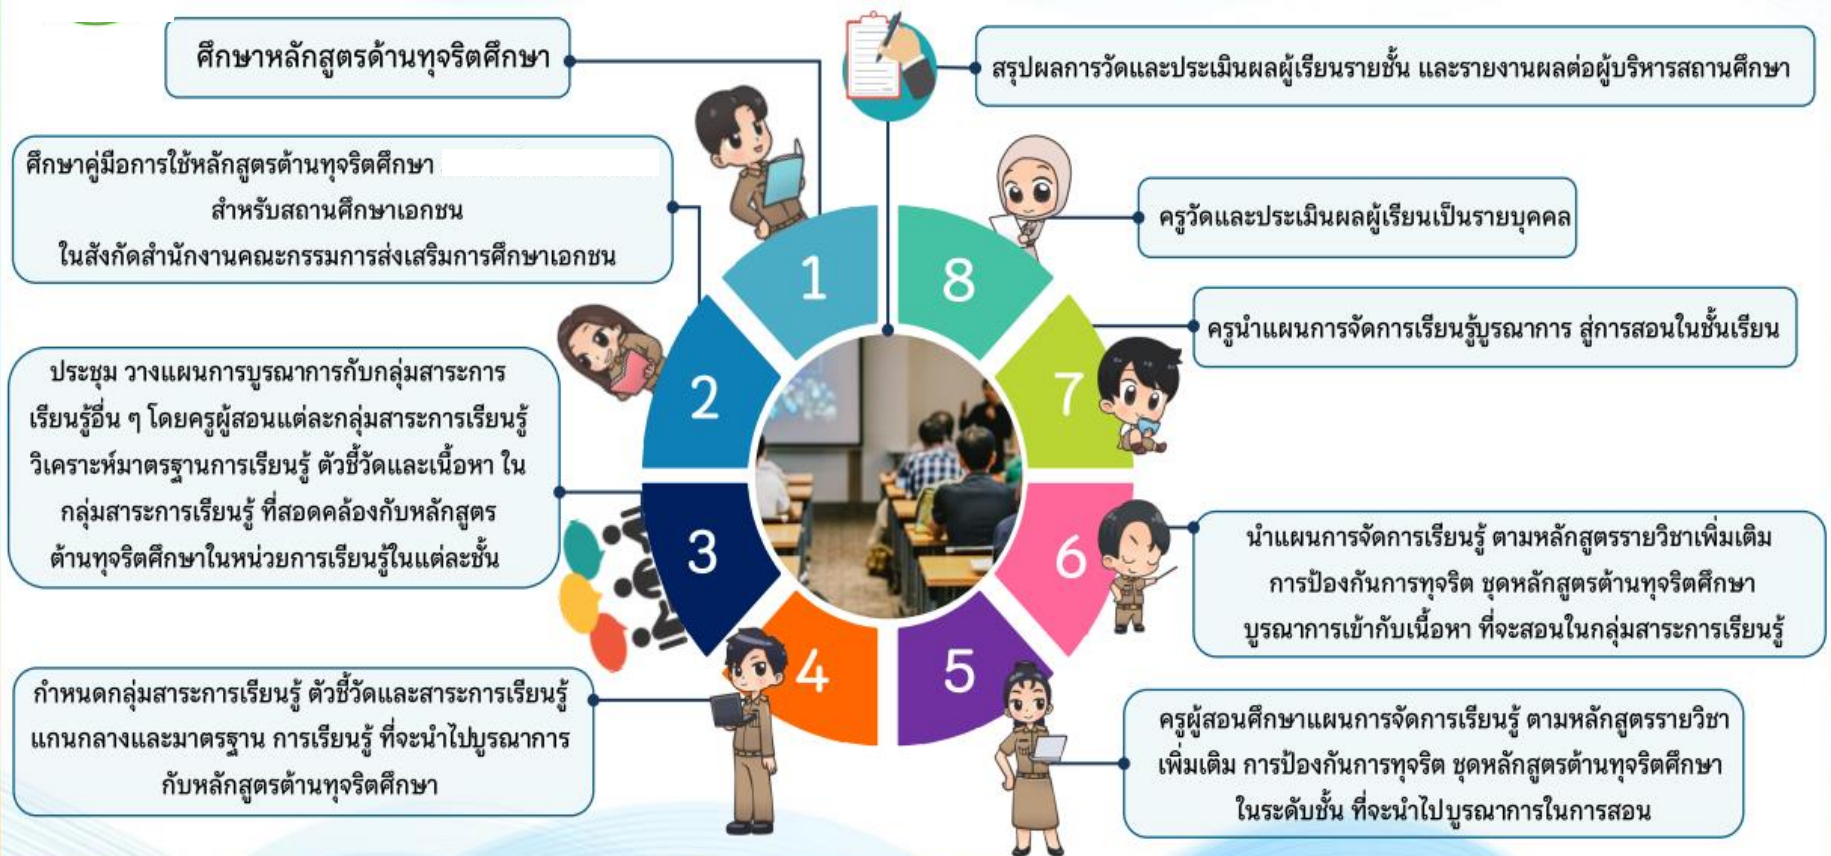 ศึกษาหลักสูตรด้านทุจริตศึกษา
ศึกษาคู่มือการใช้หลักสูตรต้านทุจริตศึกษา
สำหรับสถานศึกษาเอกชน
ในสังกัดสำนักงานคณะกรรมการส่งเสริมการศึกษาเอกชน
ประชุม วางแผนการบูรณาการกับกลุ่มสาระการ
เรียนรู้อื่น ๆ โดยครูผู้สอนแต่ละกลุ่มสาระการเรียนรู้
วิเคราะห์มาตรฐานการเรียนรู้ ตัวชี้วัดและเนื้อหา ใน
กลุ่มสาระการเรียนรู้ ที่สอดคล้องกับหลักสูตร
ต้านทุจริตศึกษาในหน่วยการเรียนรู้ในแต่ละชั้น
กำหนดกลุ่มสาระการเรียนรู้ ตัวชี้วัดและสาระการเรียนรู้
แกนกลางและมาตรฐาน การเรียนรู้ ที่จะนำไปบูรณาการ
กับหลักสูตรต้านทุจริตศึกษา
1
2
3
4
5
6
7
8
สรุปผลการวัดและประเมินผลผู้เรียนรายชั้น และรายงานผลต่อผู้บริหารสถานศึกษา
ครูวัดและประเมินผลผู้เรียนเป็นรายบุคคล
ครูนำแผนการจัดการเรียนรู้บูรณาการ สู่การสอนในชั้นเรียน
นำแผนการจัดการเรียนรู้ ตามหลักสูตรรายวิชาเพิ่มเติม
การป้องกันการทุจริต ชุดหลักสูตรต้านทุจริตศึกษา
บูรณาการเข้ากับเนื้อหา ที่จะสอนในกลุ่มสาระการเรียนรู้
ครูผู้สอนศึกษาแผนการจัดการเรียนรู้ ตามหลักสูตรรายวิชา
เพิ่มเติม การป้องกันการทุจริต ชุดหลักสูตรต้านทุจริตศึกษา
ในระดับชั้น ที่จะนำไปบูรณาการในการสอน